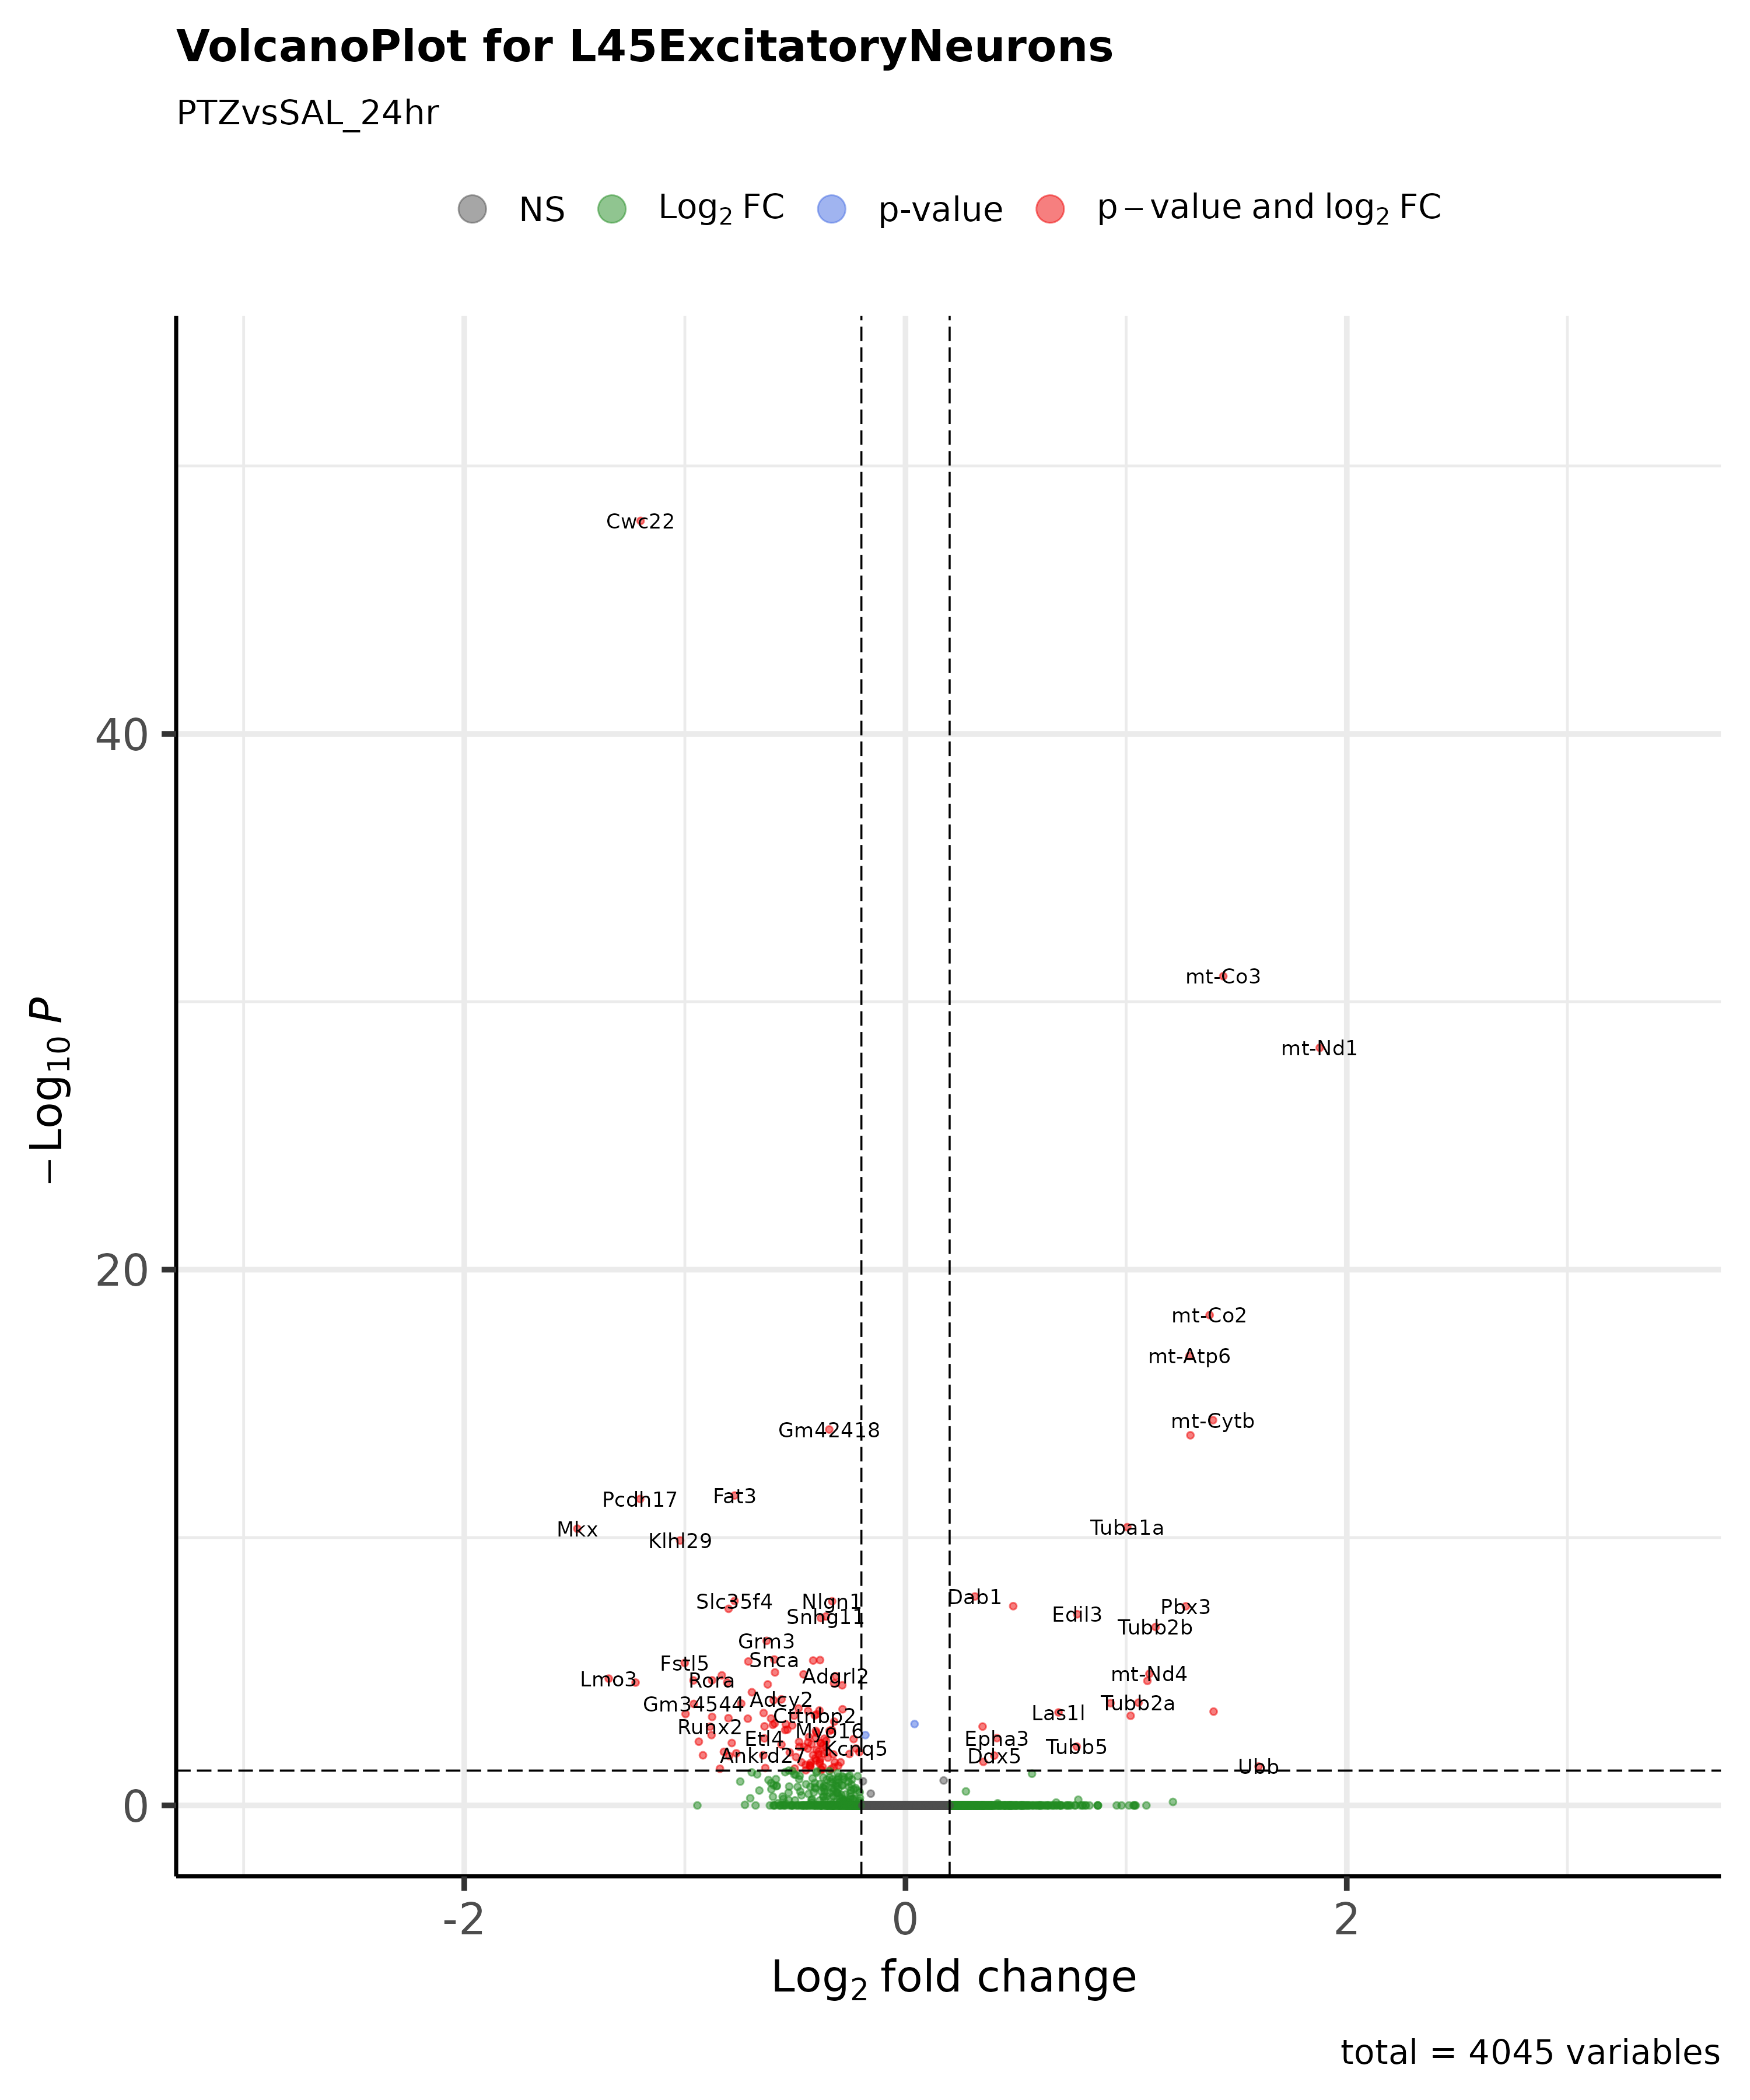 VolcanoPlot for L45ExcitatoryNeurons
PTZvsSAL_24hr
NS Log₂ FC p-value p – value and log₂ FC
Cwc22
40
mt-Co3
mt-Nd1
−Log₁₀ P
20
mt-Co2
mt-Atp6
mt-Cytb
Gm42418
Fat3
Pcdh17
Mkx
Tuba1a
Klhl29
Dab1
Slc35f4 Nlgn1
Pbx3
Edil3
Snhg11
Tubb2b
Grm3
Snca
Fstl5
mt-Nd4
Adgrl2
Lmo3 Rora
Adcy2
Gm34544 Tubb2a
Las1l
Cttnbp2
Runx2 Myo16
Etl4 Epha3
Kcnq5 Tubb5
Ankrd27 Ddx5
Ubb
0
-2 0 2
Log₂ fold change
total = 4045 variables